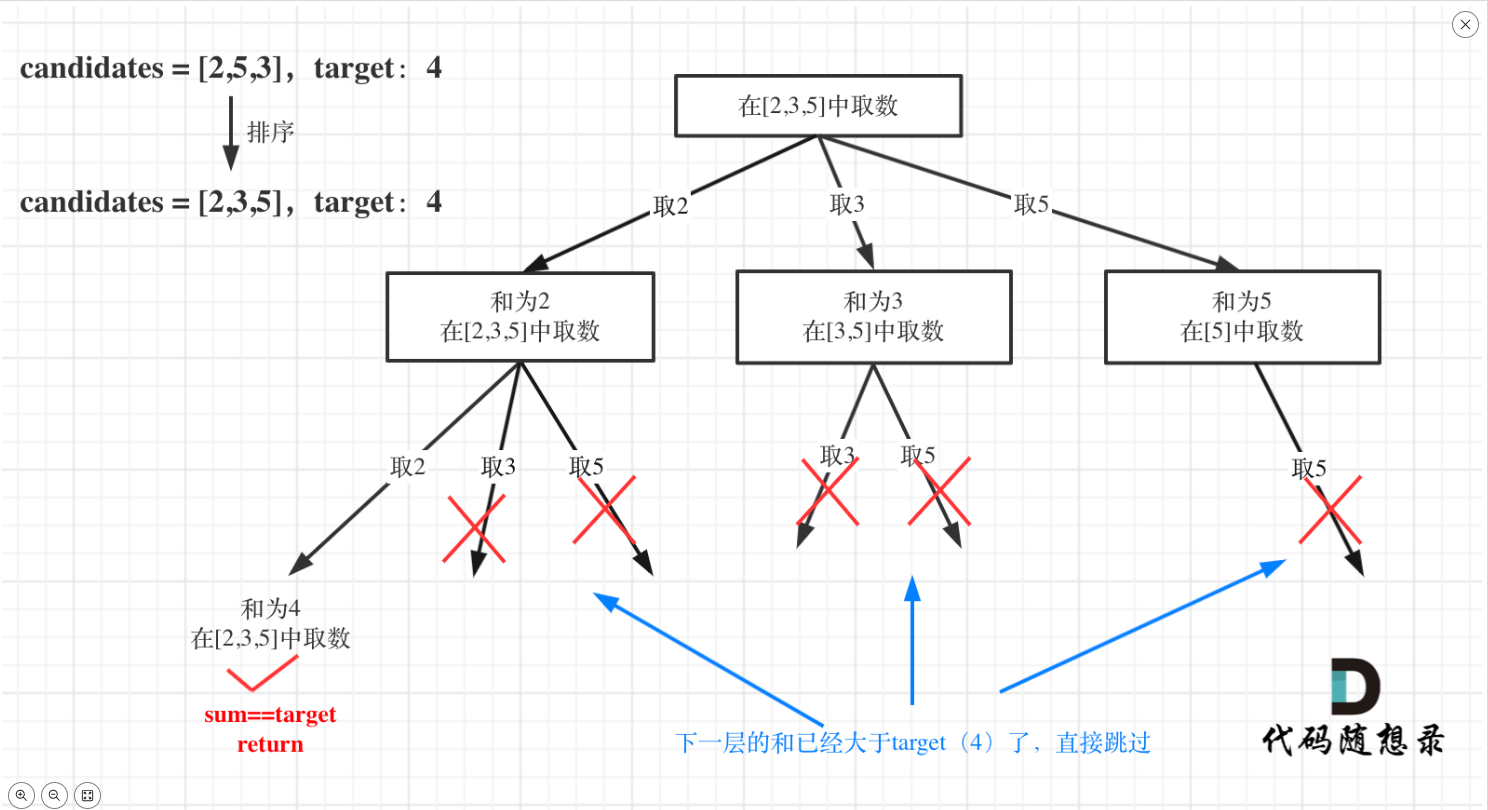 candidates = [2,5,3]，target：4
排序
candidates = [2,3,5]，target：4
在[2,3,5]中取数
取2
取3
取5
和为2
在[2,3,5]中取数
和为3
在[3,5]中取数
和为5
在[5]中取数
取2
取3
取5
取3
取5
取5
和为4
在[2,3,5]中取数
sum==target
return
下一层的和已经大于target（4）了，直接跳过
代码随想录